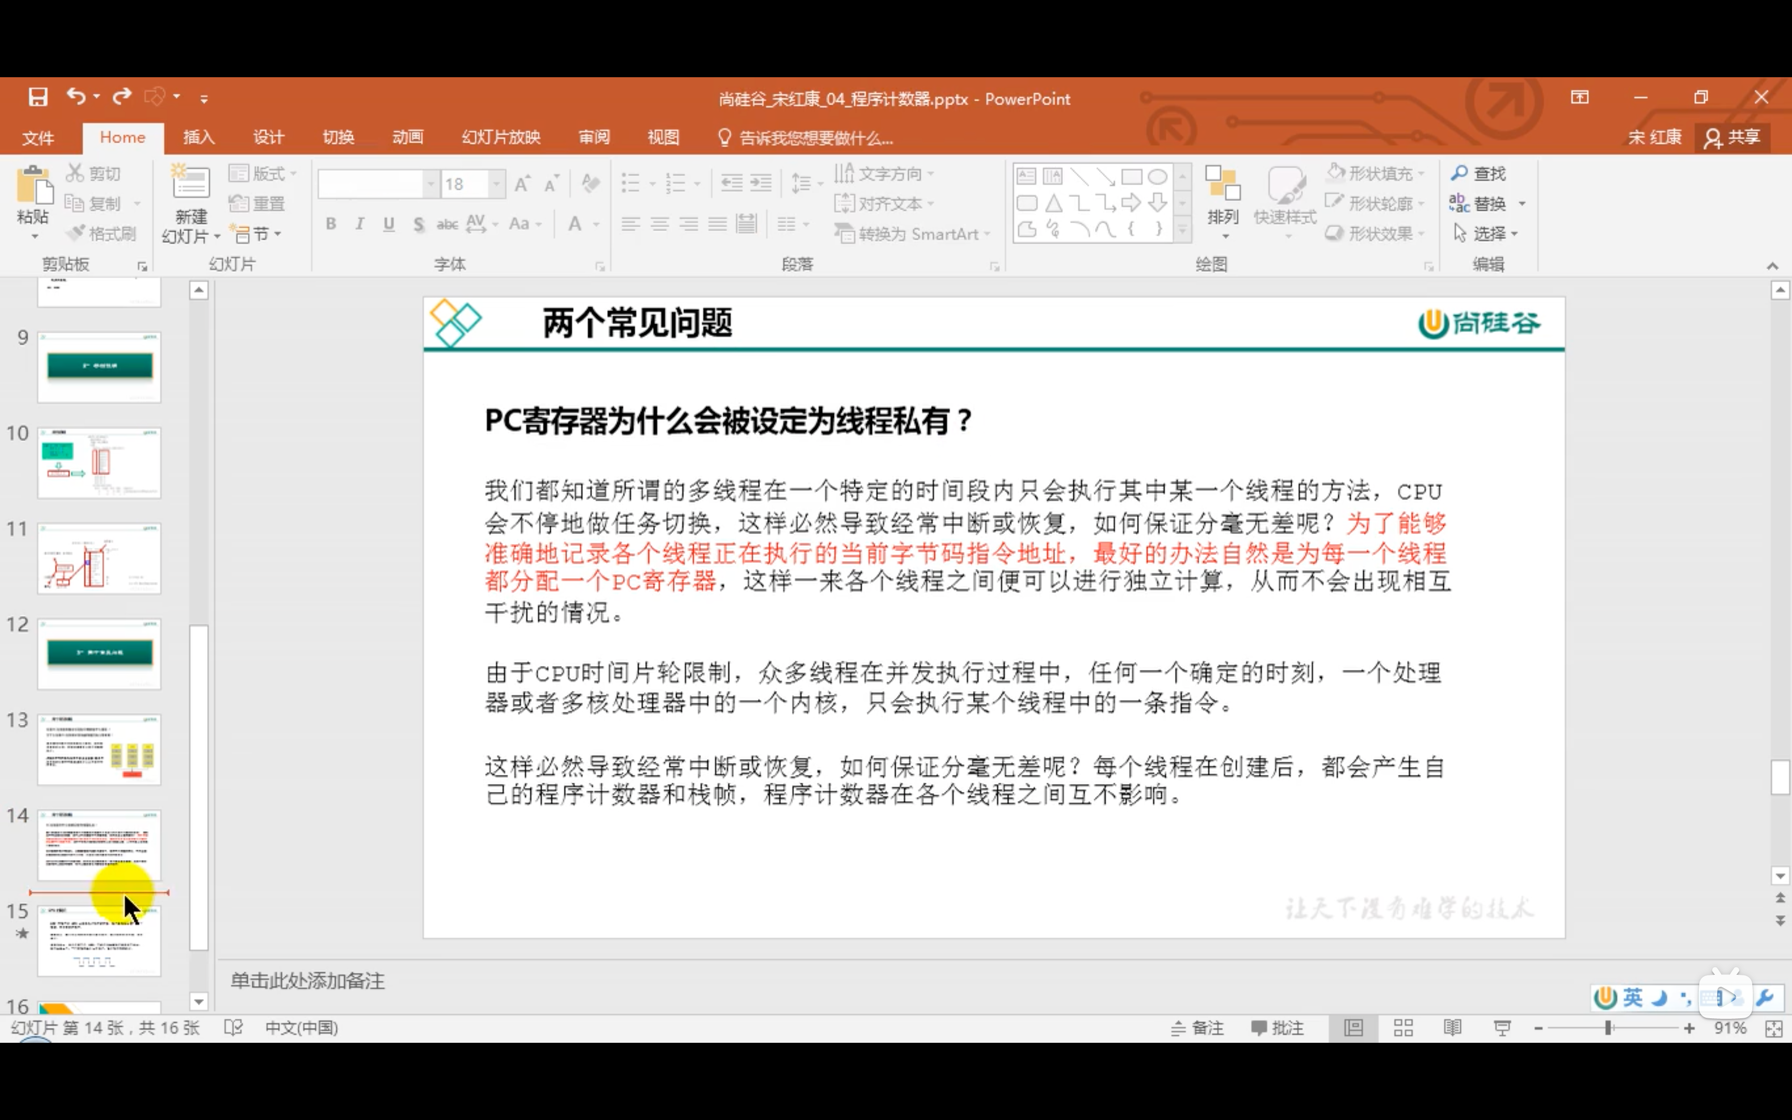 尚硅谷_宋红康_04_程序计数器.pptx - PowerPoint
文件 Home 插入 设计 切换 动画 幻灯片放映 审阅 视图 告诉我您想要做什么... 宋 红康 共享
粘贴 剪切 复制 格式刷 剪贴板
新建 幻灯片 版式 重置 节 幻灯片
18
B I U S abc AV Aa A
字体
文字方向 对齐文本 转换为 SmartArt 段落
排列 快速样式 形状填充 形状轮廓 形状效果 绘图
查找 替换 选择 编辑
9
10
11
12
13
14
15
16
两个常见问题
尚硅谷
PC寄存器为什么会被设定为线程私有？
我们都知道所谓的多线程在一个特定的时间段内只会执行其中某一个线程的方法，CPU
会不停地做任务切换，这样必然导致经常中断或恢复，如何保证分毫无差呢？为了能够
准确地记录各个线程正在执行的当前字节码指令地址，最好的办法自然是为每一个线程
都分配一个PC寄存器，这样一来各个线程之间便可以进行独立计算，从而不会出现相互
干扰的情况。
由于CPU时间片轮限制，众多线程在并发执行过程中，任何一个确定的时刻，一个处理
器或者多核处理器中的一个内核，只会执行某个线程中的一条指令。
这样必然导致经常中断或恢复，如何保证分毫无差呢？每个线程在创建后，都会产生自
己的程序计数器和栈帧，程序计数器在各个线程之间互不影响。
让天下没有难学的技术
单击此处添加备注
英
幻灯片 第 14 张，共 16 张 中文(中国) 备注 批注 91%